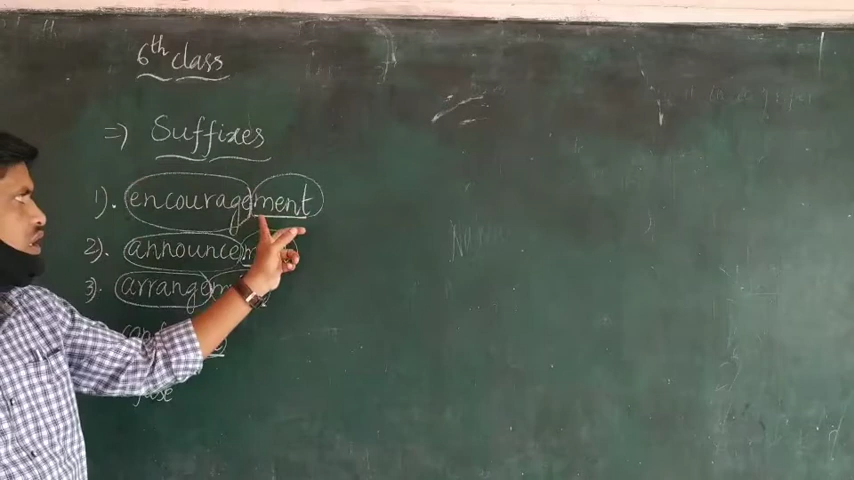 6th class
=) Suffixes
1). encouragement
2). announcem
3). arrangem